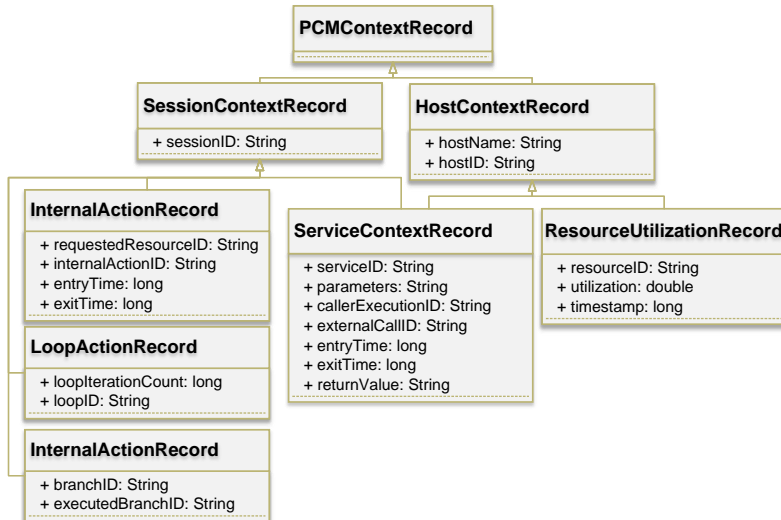 PCMContextRecord
SessionContextRecord
+ sessionID: String
HostContextRecord
+ hostName: String
+ hostID: String
InternalActionRecord
+ requestedResourceID: String
+ internalActionID: String
+ entryTime: long
+ exitTime: long
ServiceContextRecord
+ serviceID: String
+ parameters: String
+ callerExecutionID: String
+ externalCallID: String
+ entryTime: long
+ exitTime: long
+ returnValue: String
ResourceUtilizationRecord
+ resourceID: String
+ utilization: double
+ timestamp: long
LoopActionRecord
+ loopIterationCount: long
+ loopID: String
InternalActionRecord
+ branchID: String
+ executedBranchID: String